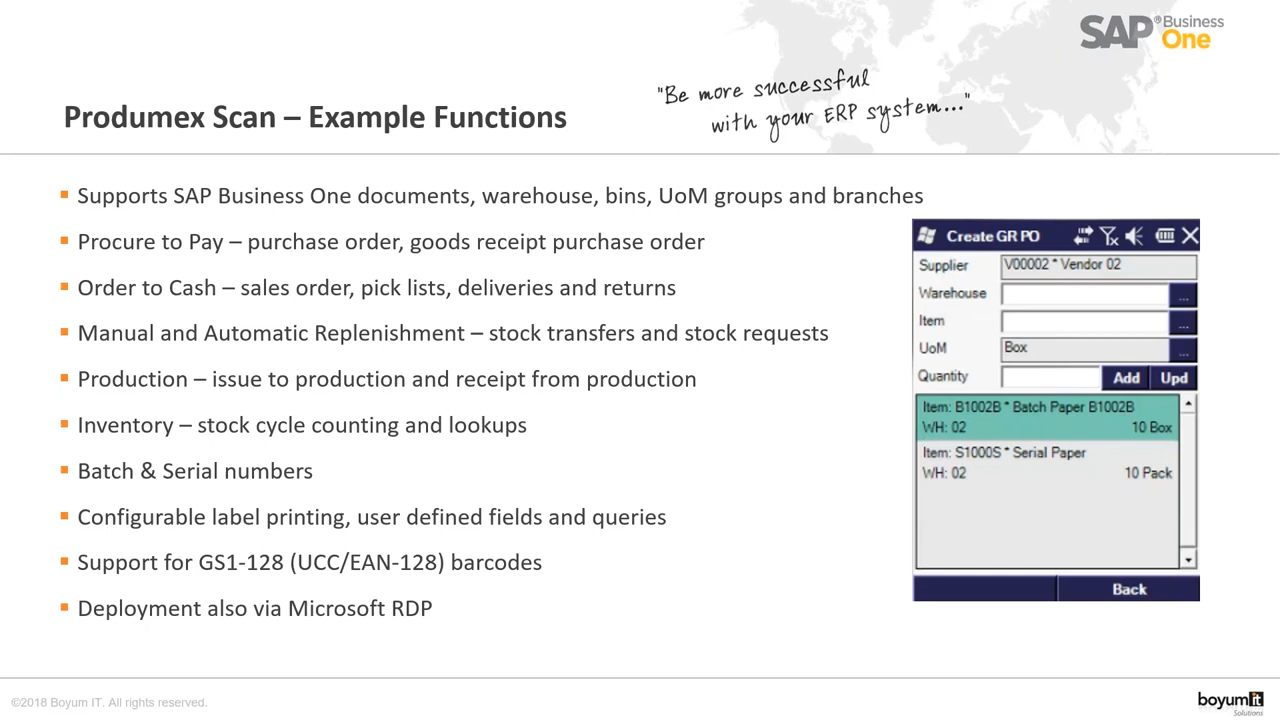 SAP® Business One
"Be more successful
with your ERP system..."
Produmex Scan – Example Functions
Supports SAP Business One documents, warehouse, bins, UoM groups and branches
Procure to Pay – purchase order, goods receipt purchase order
Order to Cash – sales order, pick lists, deliveries and returns
Manual and Automatic Replenishment – stock transfers and stock requests
Production – issue to production and receipt from production
Inventory – stock cycle counting and lookups
Batch & Serial numbers
Configurable label printing, user defined fields and queries
Support for GS1-128 (UCC/EAN-128) barcodes
Deployment also via Microsoft RDP
Create GR PO
Supplier V00002 * Vendor 02
Warehouse ...
Item ...
UoM Box ...
Quantity Add Upd
Item: B1002B * Batch Paper B1002B
WH: 02 10 Box
Item: S1000S * Serial Paper
WH: 02 10 Pack
Back
©2018 Boyum IT. All rights reserved.
boyum it
Solutions